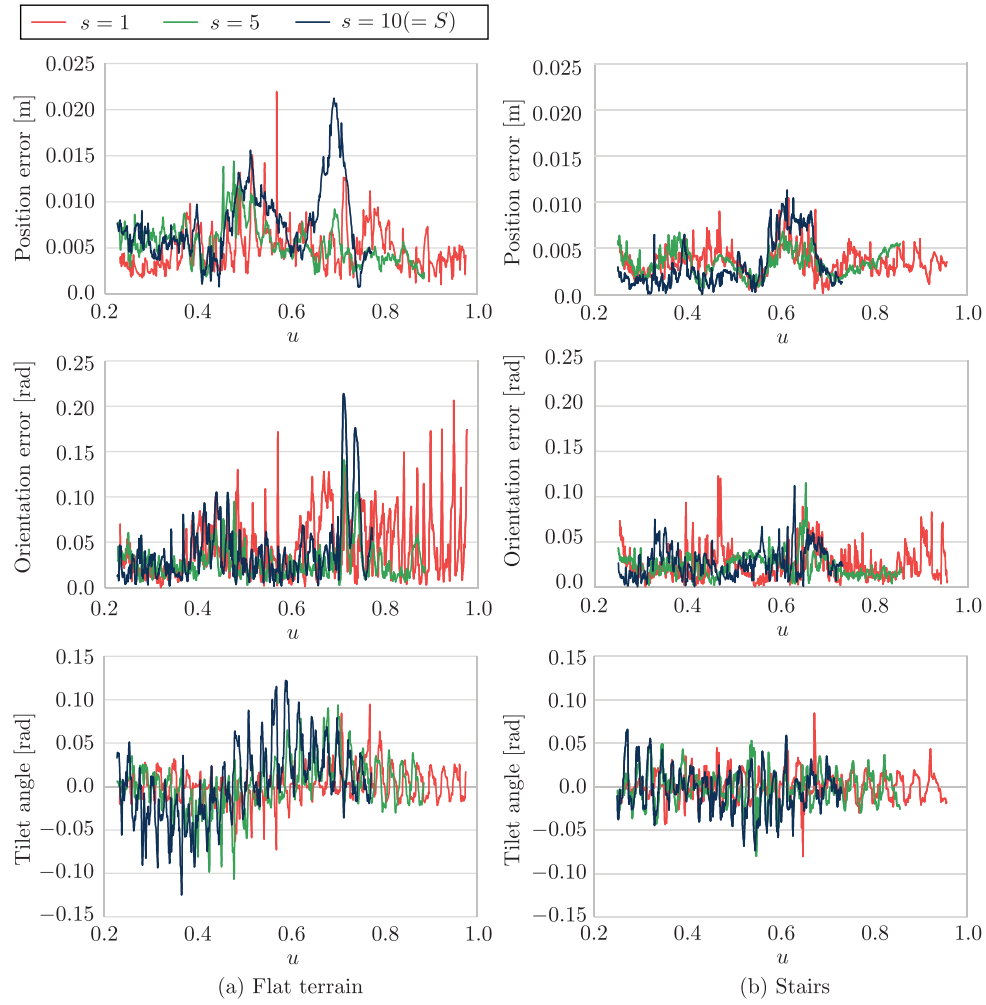 s = 1 s = 5 s = 10(= S)
Position error [m]
0.025
0.020
0.015
0.010
0.005
0.0
0.2 0.4 0.6 0.8 1.0
u
Position error [m]
0.025
0.020
0.015
0.010
0.005
0.0
0.2 0.4 0.6 0.8 1.0
u
Orientation error [rad]
0.25
0.20
0.15
0.10
0.05
0.0
0.2 0.4 0.6 0.8 1.0
u
Orientation error [rad]
0.25
0.20
0.15
0.10
0.05
0.0
0.2 0.4 0.6 0.8 1.0
u
Tilet angle [rad]
0.15
0.10
0.05
0.0
−0.05
−0.10
−0.15
0.2 0.4 0.6 0.8 1.0
u
Tilet angle [rad]
0.15
0.10
0.05
0.0
−0.05
−0.10
−0.15
0.2 0.4 0.6 0.8 1.0
u
(a) Flat terrain
(b) Stairs